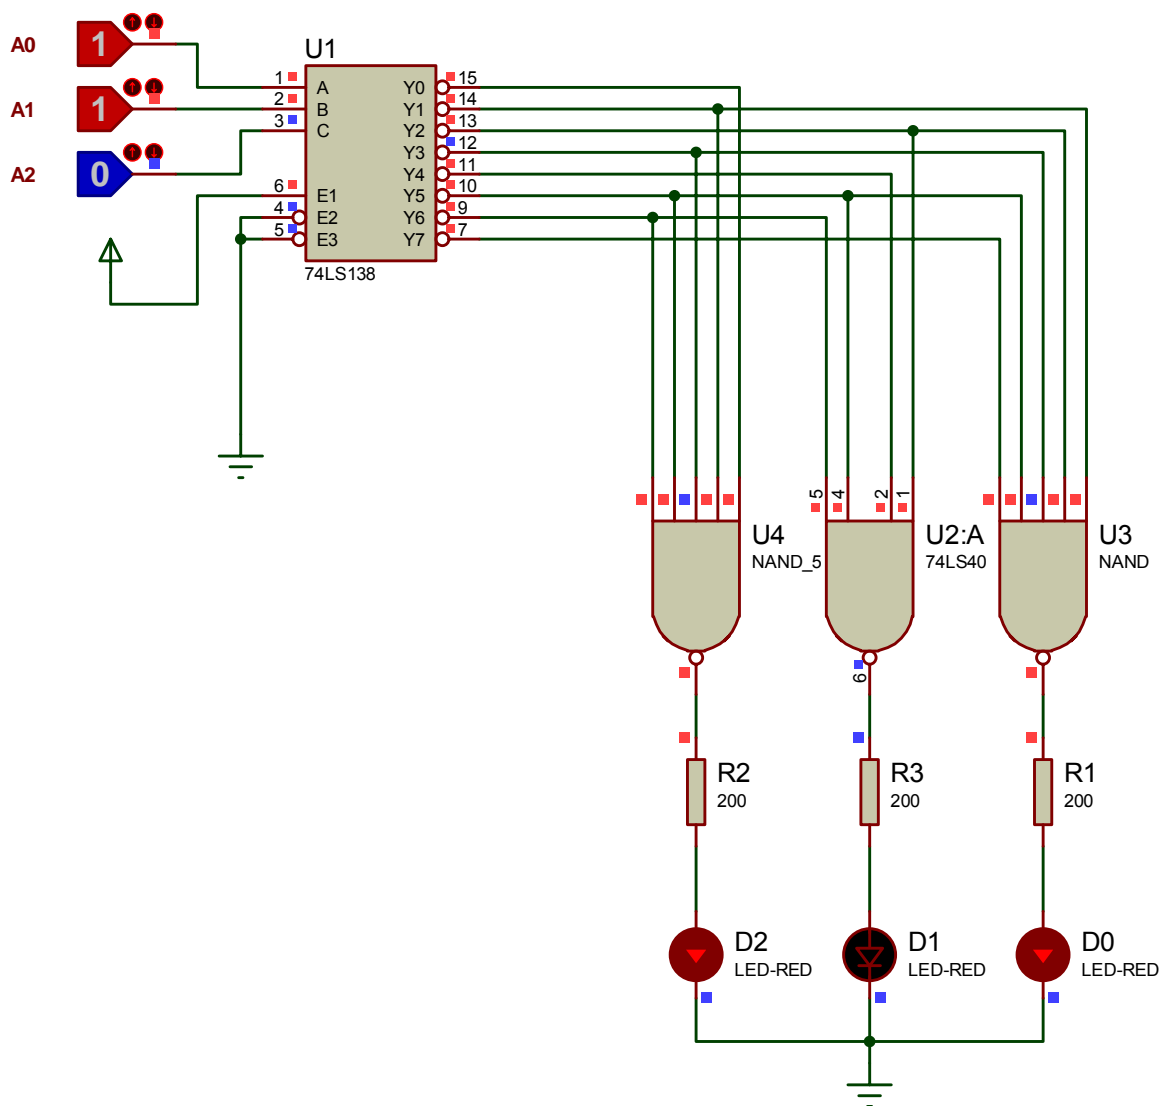 A0 1
A1 1
A2 0
U1
1 A Y0 15
2 B Y1 14
3 C Y2 13
Y3 12
Y4 11
6 E1 Y5 10
4 E2 Y6 9
5 E3 Y7 7
74LS138
5 4 2 1
U4 U2:A U3
NAND_5 74LS40 NAND
6
R2 R3 R1
200 200 200
D2 D1 D0
LED-RED LED-RED LED-RED